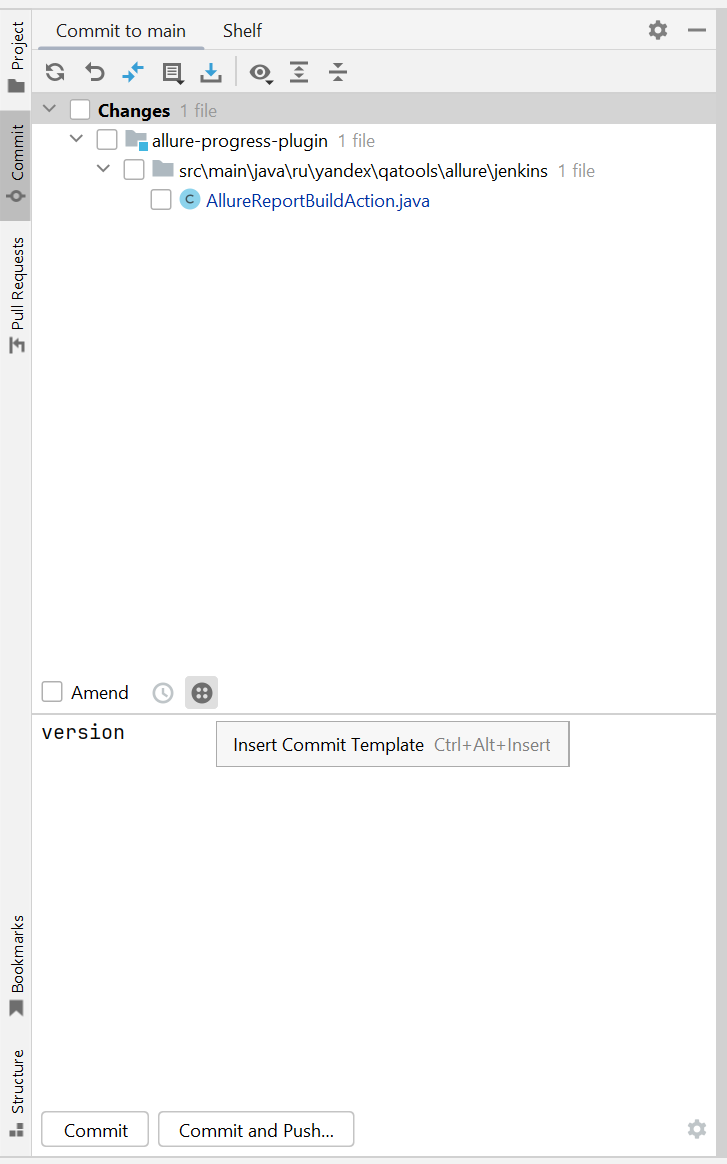 Project
Commit
Pull Requests
Bookmarks
Structure
Commit to main Shelf
Changes 1 file
allure-progress-plugin 1 file
src\main\java\ru\yandex\qatools\allure\jenkins 1 file
C AllureReportBuildAction.java
Amend
version
Insert Commit Template Ctrl+Alt+Insert
Commit Commit and Push...